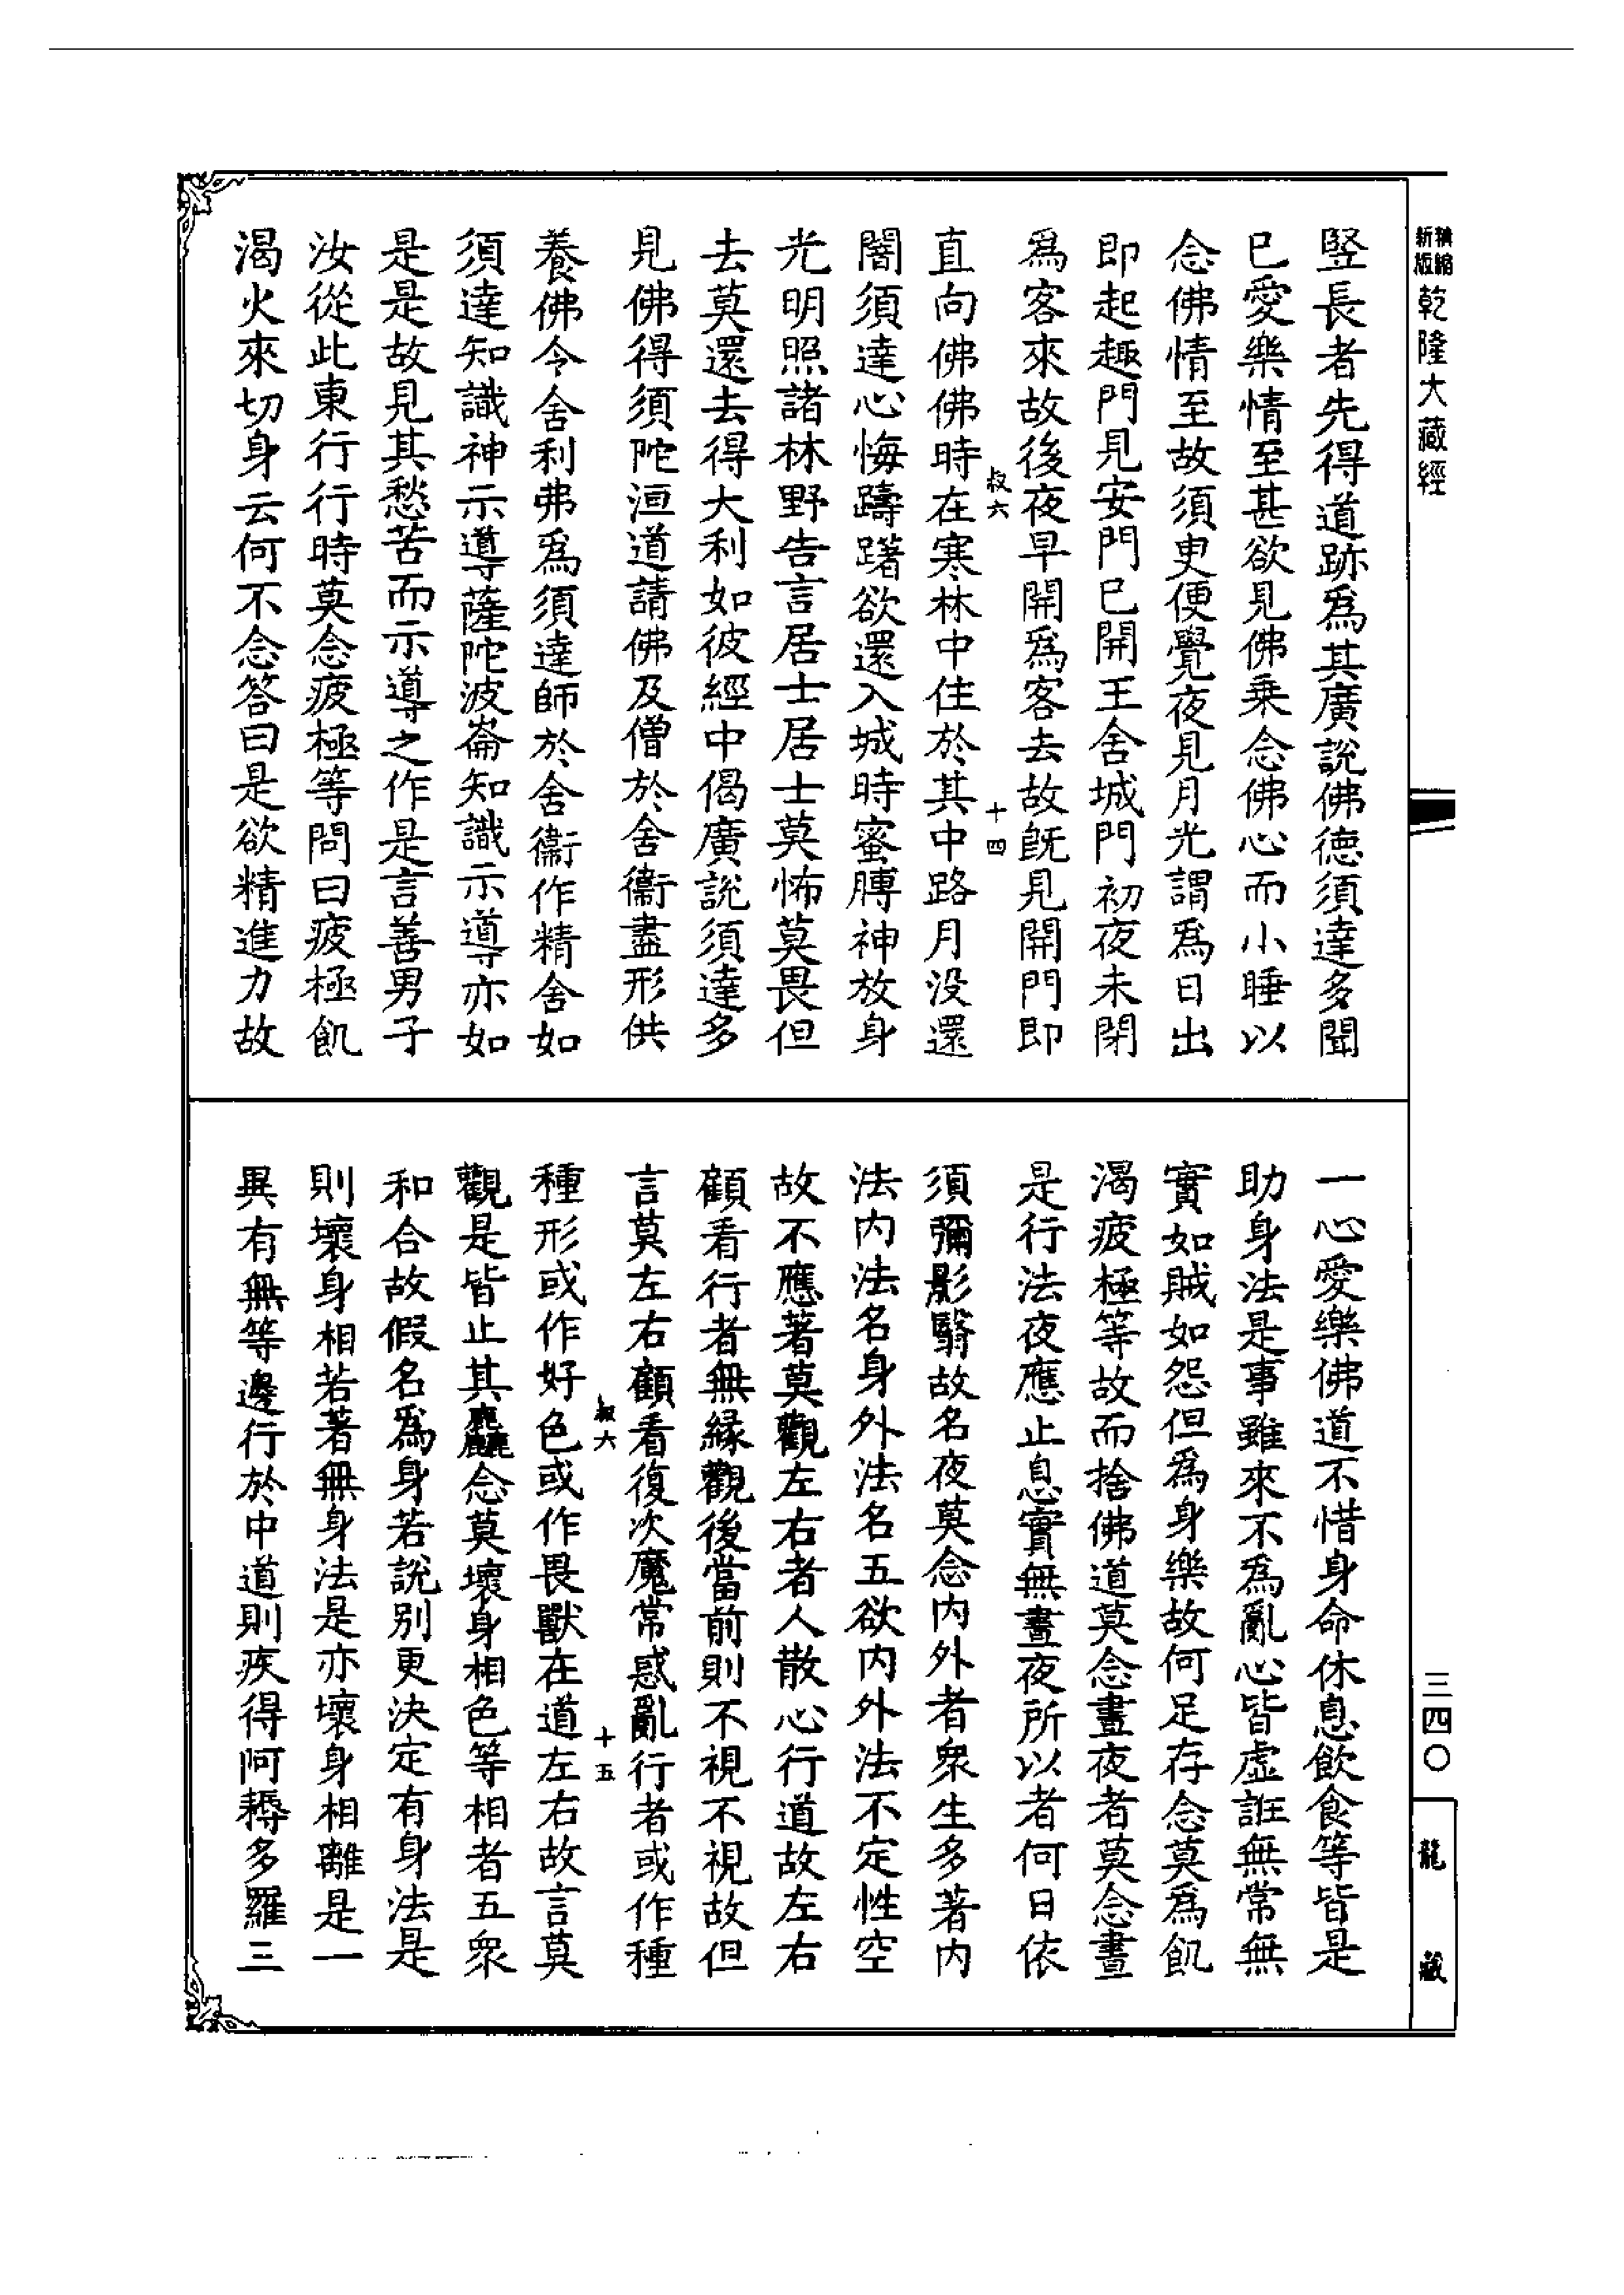 新版精縮
乾隆大藏經
竪長者先得道跡爲其廣說佛德須達多聞
已愛樂情至甚欲見佛乗念佛心而小睡以
念佛情至故須更便覺夜見月光謂爲日出
即起趣門見安門已開王舍城門初夜未閉
爲客來故後夜早開爲客去故旣見開門即
叔六
十四
直向佛佛時在寒林中住於其中路月没還
闇須達心悔躊躇欲還入城時蜜膊神放身
光明照諸林野告言居士居士莫怖莫畏但
去莫還去得大利如彼經中偈廣說須達多
見佛得須陀洹道請佛及僧於舍衞盡形供
養佛令舍利弗爲須達師於舍衞作精舍如
須達知識神示導薩陀波崙知識示導亦如
是是故見其愁苦而示導之作是言善男子
汝從此東行行時莫念疲極等問曰疲極飢
渴火來切身云何不念答曰是欲精進力故
一心愛樂佛道不惜身命休息飲食等皆是
助身法是事雖來不爲亂心皆虛誑無常無
實如賊如怨但爲身樂故何足存念莫爲飢
渴疲極等故而捨佛道莫念晝夜者莫念晝
是行法夜應止息實無晝夜所以者何日依
須彌影翳故名夜莫念内外者衆生多著内
法内法名身外法名五欲内外法不定性空
故不應著莫觀左右者人散心行道故左右
顧看行者無緣觀後當前則不視不視故但
言莫左右顧看復次魔常惑亂行者或作種
叔六
十五
種形或作好色或作畏獸在道左右故言莫
觀是皆止其麤念莫壞身相色等相者五衆
和合故假名爲身若說別更決定有身法是
則壞身相若著無身法是亦壞身相離是一
異有無等邊行於中道則疾得阿耨多羅三
三四〇
龍藏